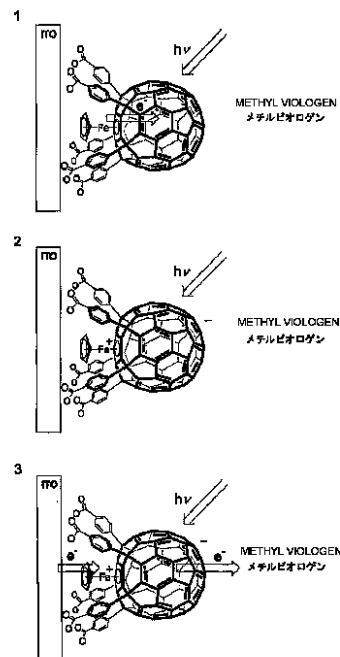 1
ITO
hν
e-
Fe
METHYL VIOLOGEN
メチルビオロゲン
2
ITO
hν
Fe
+
-
METHYL VIOLOGEN
メチルビオロゲン
3
ITO
hν
e-
Fe
+
-
e-
METHYL VIOLOGEN
メチルビオロゲン